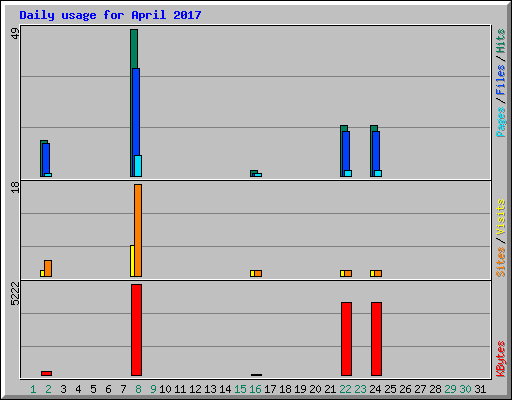 Daily usage for April 2017
49
Pages/Files/Hits
18
Sites/Visits
5222
KBytes
1 2 3 4 5 6 7 8 9 10 11 12 13 14 15 16 17 18 19 20 21 22 23 24 25 26 27 28 29 30 31